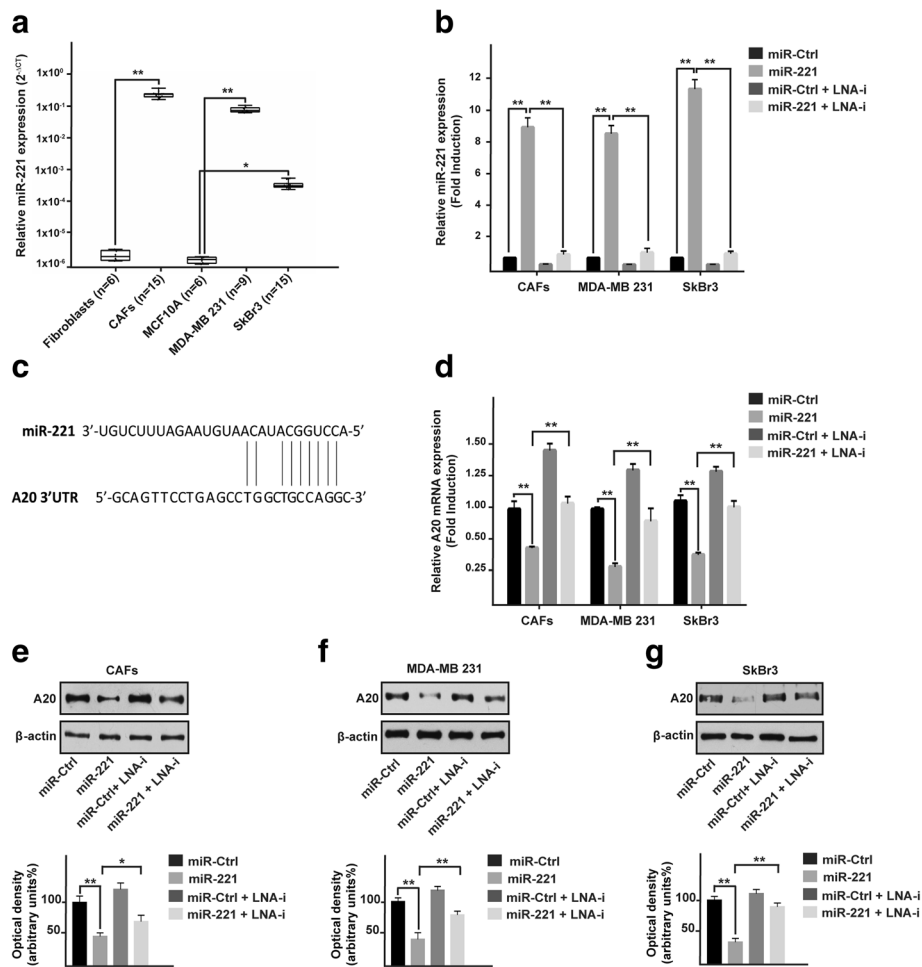 a
Relative miR-221 expression (2-ΔCT)
1x10⁰
1x10-1
1x10-2
1x10-3
1x10-4
1x10-5
1x10-6
**
**
*
Fibroblasts (n=6)
CAFs (n=15)
MCF10A (n=6)
MDA-MB 231 (n=9)
SkBr3 (n=15)
b
Relative miR-221 expression
(Fold Induction)
12
10
8
6
4
2
** **
** **
** **
CAFs
MDA-MB 231
SkBr3
miR-Ctrl
miR-221
miR-Ctrl + LNA-i
miR-221 + LNA-i
c
miR-221 3'-UGUCUUUAGAAUGUAACAUACGGUCCA-5'
A20 3'UTR 5'-GCAGTTCCTGAGCCTGGCTGCCAGGC-3'
d
Relative A20 mRNA expression
(Fold Induction)
1.50
1.00
1.00
0.25
** **
** **
** **
CAFs
MDA-MB 231
SkBr3
miR-Ctrl
miR-221
miR-Ctrl + LNA-i
miR-221 + LNA-i
e
CAFs
A20
β-actin
miR-Ctrl
miR-221
miR-Ctrl+ LNA-i
miR-221 + LNA-i
Optical density
(arbitrary units%)
100
50
**
*
miR-Ctrl
miR-221
miR-Ctrl + LNA-i
miR-221 + LNA-i
f
MDA-MB 231
A20
β-actin
miR-Ctrl
miR-221
miR-Ctrl+ LNA-i
miR-221 + LNA-i
Optical density
(arbitrary units%)
100
50
**
**
miR-Ctrl
miR-221
miR-Ctrl + LNA-i
miR-221 + LNA-i
g
SkBr3
A20
β-actin
miR-Ctrl
miR-221
miR-Ctrl+ LNA-i
miR-221 + LNA-i
Optical density
(arbitrary units%)
100
50
**
**
miR-Ctrl
miR-221
miR-Ctrl + LNA-i
miR-221 + LNA-i